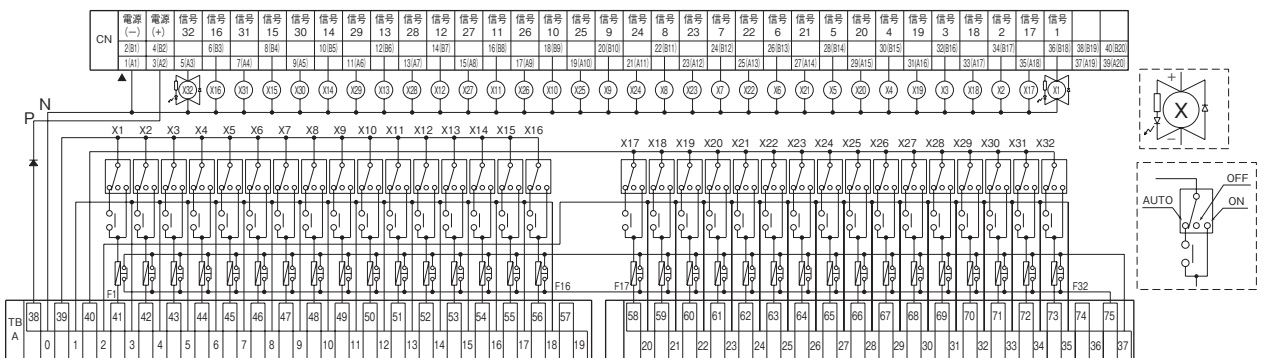 CN
電源 (−) 電源 (+) 信号 32 信号 16 信号 31 信号 15 信号 30 信号 14 信号 29 信号 13 信号 28 信号 12 信号 27 信号 11 信号 26 信号 10 信号 25 信号 9 信号 24 信号 8 信号 23 信号 7 信号 22 信号 6 信号 21 信号 5 信号 20 信号 4 信号 19 信号 3 信号 18 信号 2 信号 17 信号 1
2(B1) 4(B2) 6(B3) 8(B4) 10(B5) 12(B6) 14(B7) 16(B8) 18(B9) 20(B10) 22(B11) 24(B12) 26(B13) 28(B14) 30(B15) 32(B16) 34(B17) 36(B18) 38(B19) 40(B20)
1(A1) 3(A2) 5(A3) 7(A4) 9(A5) 11(A6) 13(A7) 15(A8) 17(A9) 19(A10) 21(A11) 23(A12) 25(A13) 27(A14) 29(A15) 31(A16) 33(A17) 35(A18) 37(A19) 39(A20)
X32 X16 X31 X15 X30 X14 X29 X13 X28 X12 X27 X11 X26 X10 X25 X9 X24 X8 X23 X7 X22 X6 X21 X5 X20 X4 X19 X3 X18 X2 X17 X1
N
P
X1 X2 X3 X4 X5 X6 X7 X8 X9 X10 X11 X12 X13 X14 X15 X16
X17 X18 X19 X20 X21 X22 X23 X24 X25 X26 X27 X28 X29 X30 X31 X32
F1 F16 F17 F32
TB A
38 39 40 41 42 43 44 45 46 47 48 49 50 51 52 53 54 55 56 57
0 1 2 3 4 5 6 7 8 9 10 11 12 13 14 15 16 17 18 19
58 59 60 61 62 63 64 65 66 67 68 69 70 71 72 73 74 75
20 21 22 23 24 25 26 27 28 29 30 31 32 33 34 35 36 37
+
X
−
OFF
AUTO
ON